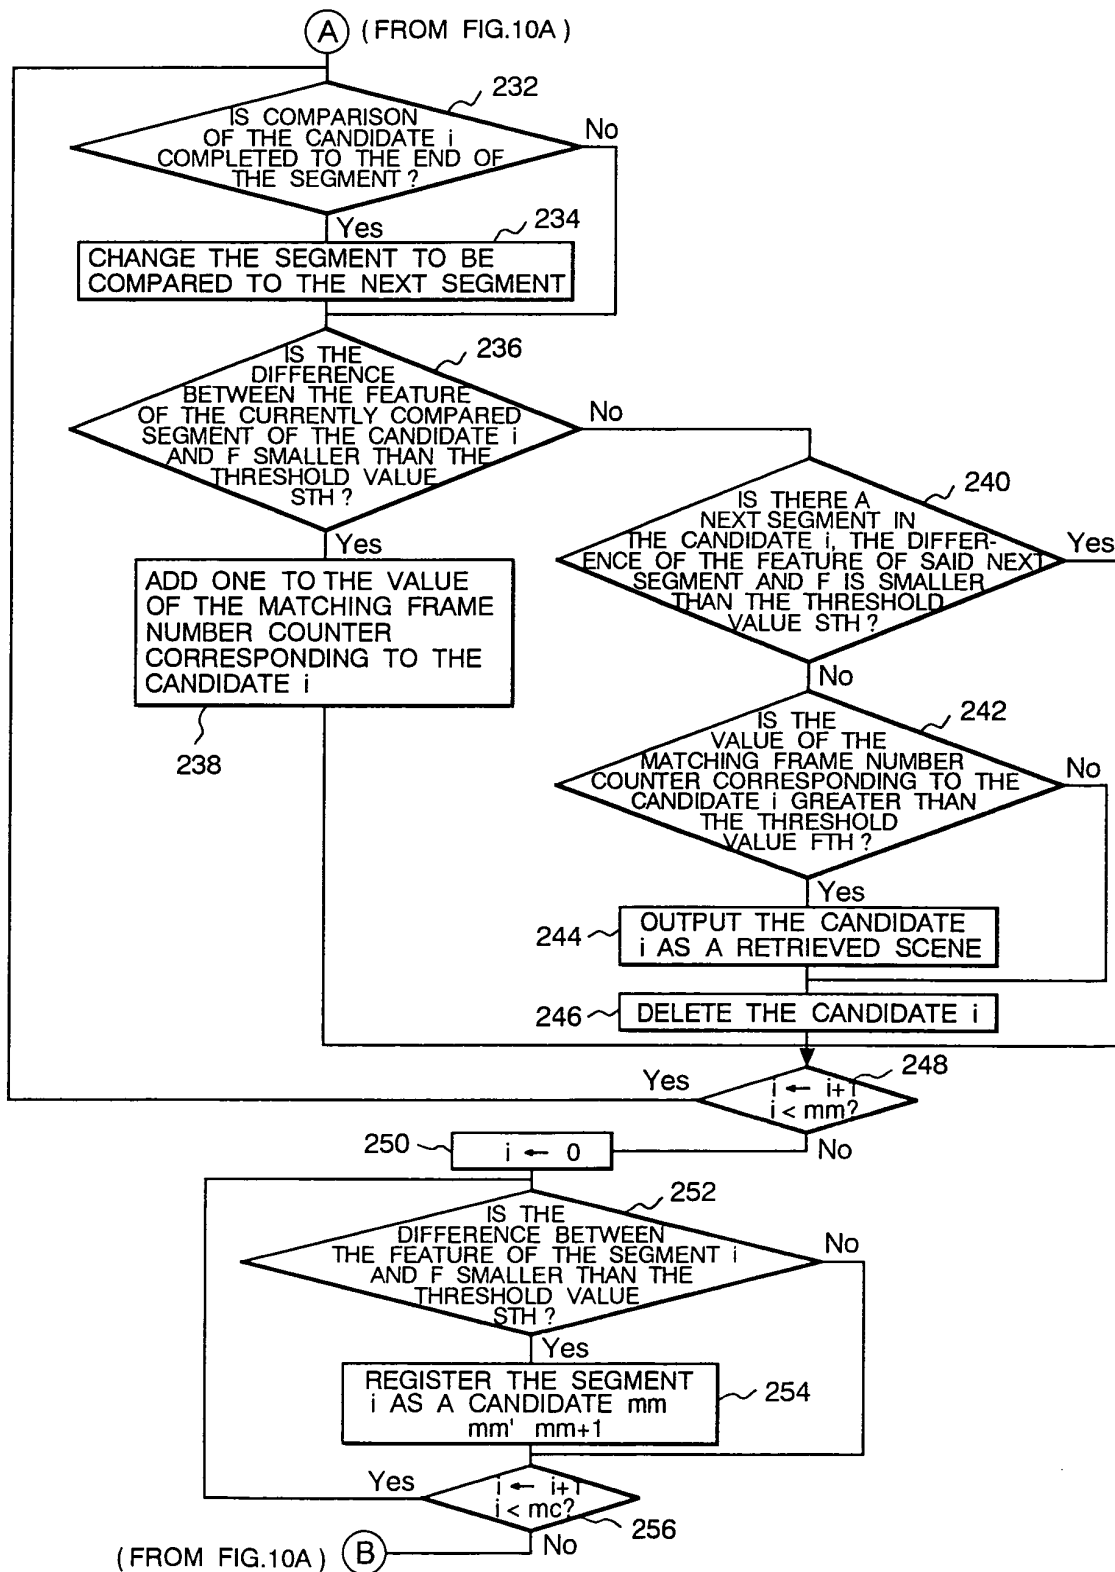 A (FROM FIG.10A)
232
IS COMPARISON
OF THE CANDIDATE i
COMPLETED TO THE END OF
THE SEGMENT ?
No
Yes
234
CHANGE THE SEGMENT TO BE
COMPARED TO THE NEXT SEGMENT
236
IS THE
DIFFERENCE
BETWEEN THE FEATURE
OF THE CURRENTLY COMPARED
SEGMENT OF THE CANDIDATE i
AND F SMALLER THAN THE
THRESHOLD VALUE
STH ?
No
Yes
ADD ONE TO THE VALUE
OF THE MATCHING FRAME
NUMBER COUNTER
CORRESPONDING TO THE
CANDIDATE i
238
240
IS THERE A
NEXT SEGMENT IN
THE CANDIDATE i, THE DIFFER-
ENCE OF THE FEATURE OF SAID NEXT
SEGMENT AND F IS SMALLER
THAN THE THRESHOLD
VALUE STH ?
Yes
No
242
IS THE
VALUE OF THE
MATCHING FRAME NUMBER
COUNTER CORRESPONDING TO THE
CANDIDATE i GREATER THAN
THE THRESHOLD
VALUE FTH ?
No
Yes
244
OUTPUT THE CANDIDATE
i AS A RETRIEVED SCENE
246
DELETE THE CANDIDATE i
248
i ← i+1
i < mm?
Yes
No
250
i ← 0
252
IS THE
DIFFERENCE BETWEEN
THE FEATURE OF THE SEGMENT i
AND F SMALLER THAN THE
THRESHOLD VALUE
STH ?
No
Yes
REGISTER THE SEGMENT
i AS A CANDIDATE mm
mm' mm+1
254
i ← i+1
i < mc?
Yes
256
No
(FROM FIG.10A) B